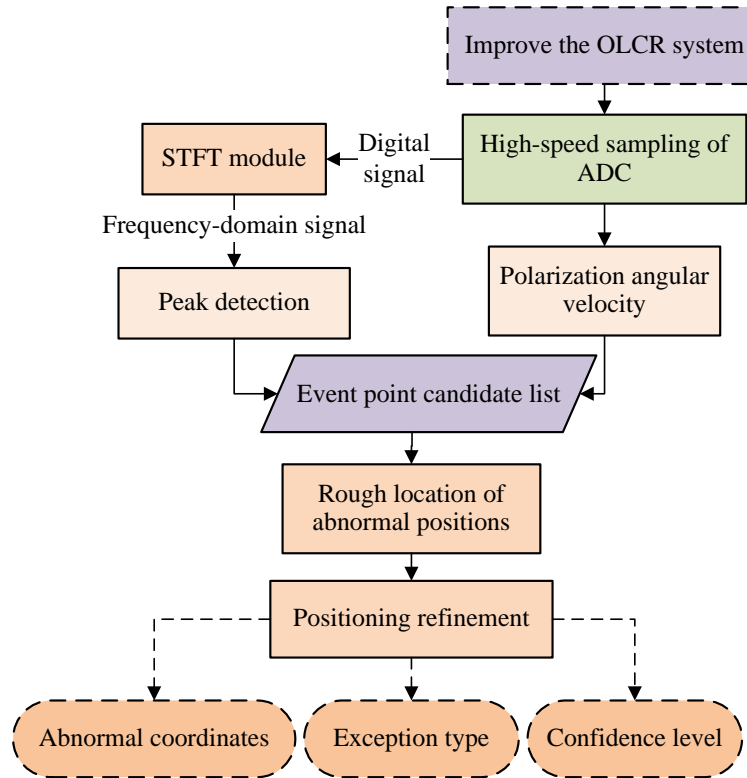 Improve the OLCR system
STFT module
Digital
signal
High-speed sampling of
ADC
Frequency-domain signal
Peak detection
Polarization angular
velocity
Event point candidate list
Rough location of
abnormal positions
Positioning refinement
Abnormal coordinates
Exception type
Confidence level